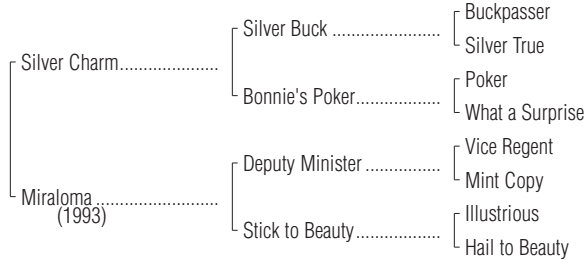 Buckpasser
Silver Buck
Silver True
Silver Charm
Poker
Bonnie's Poker
What a Surprise
Vice Regent
Deputy Minister
Mint Copy
Miraloma
(1993)
Illustrious
Stick to Beauty
Hail to Beauty